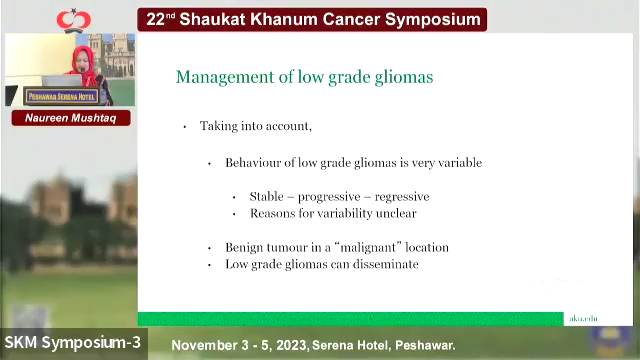 22nd Shaukat Khanum Cancer Symposium
PESHAWAR SERENA HOTEL
Naureen Mushtaq
Management of low grade gliomas
• Taking into account,
• Behaviour of low grade gliomas is very variable
• Stable – progressive – regressive
• Reasons for variability unclear
• Benign tumour in a “malignant” location
• Low grade gliomas can disseminate
aku.edu
SKM Symposium-3
November 3 - 5, 2023, Serena Hotel, Peshawar.